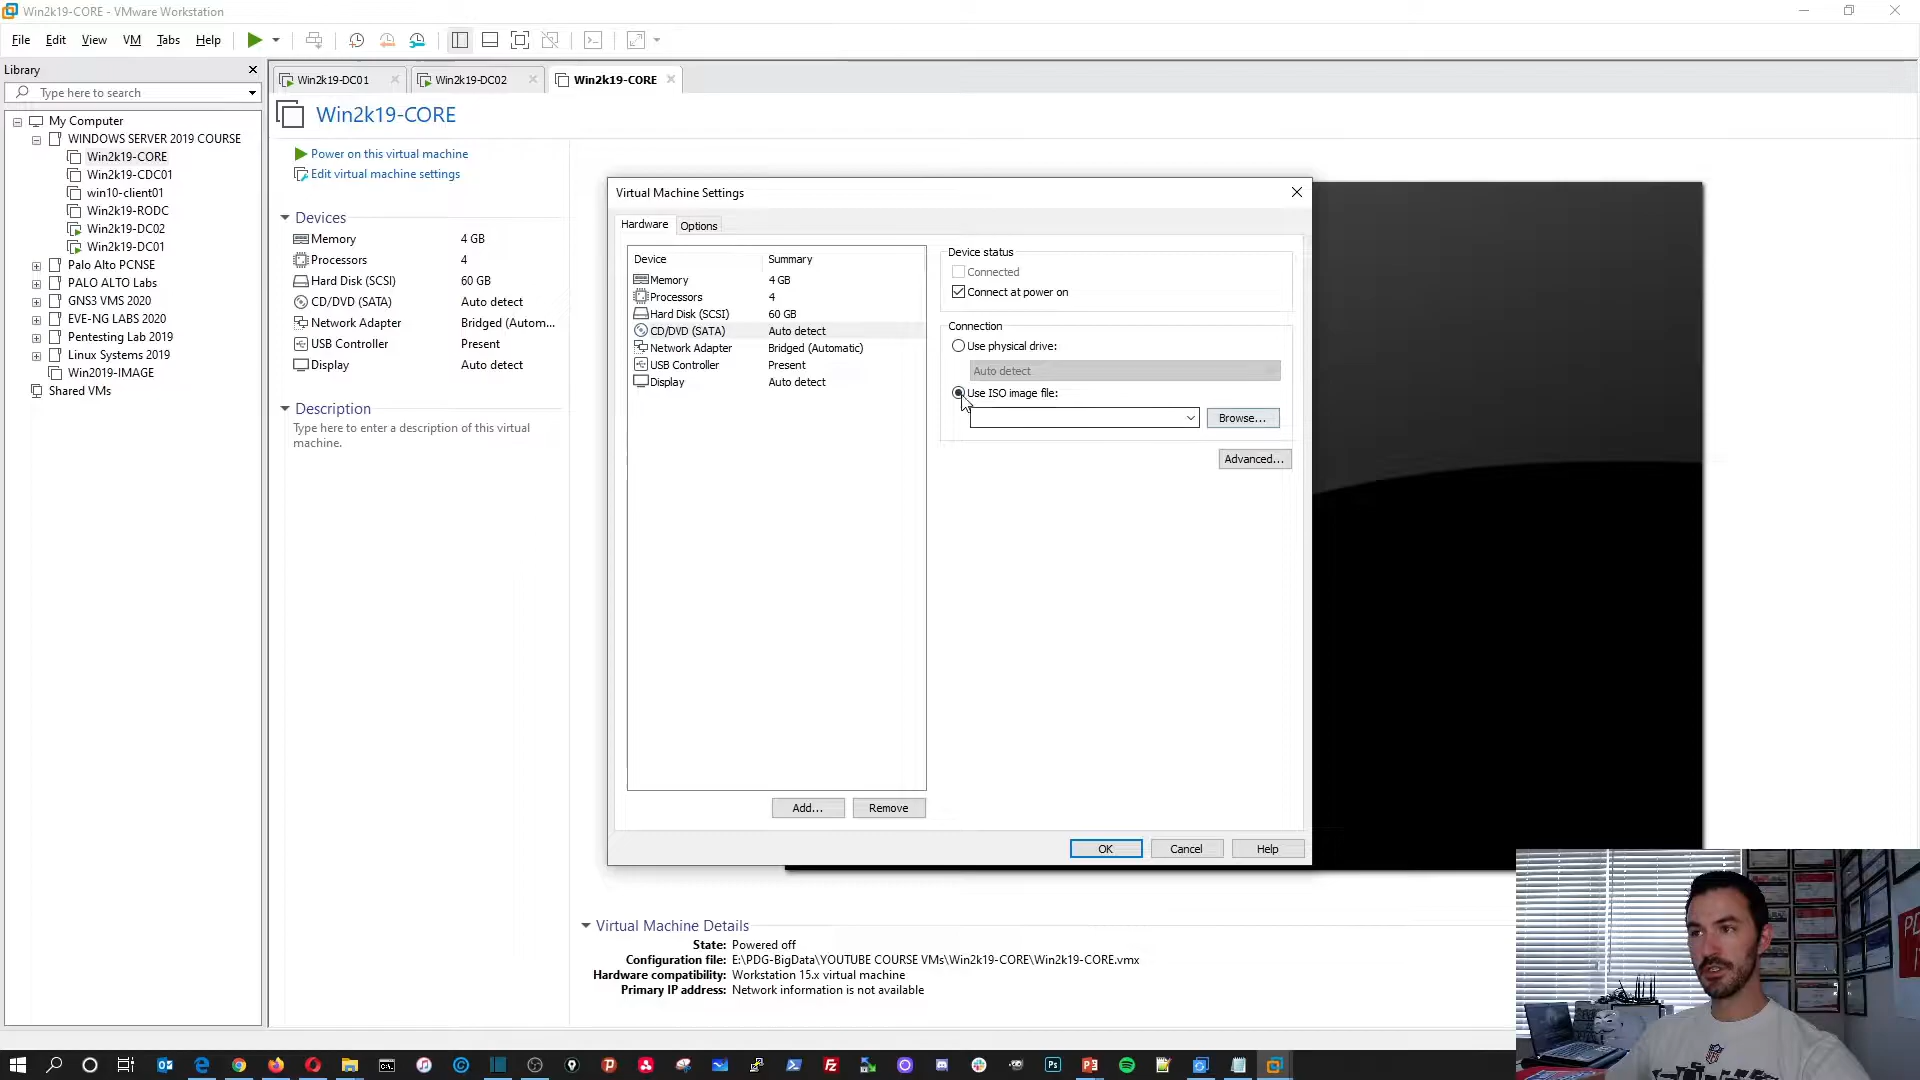 Win2k19-CORE - VMware Workstation
File Edit View VM Tabs Help
Library
Type here to search
My Computer
WINDOWS SERVER 2019 COURSE
Win2k19-CORE
Win2k19-CDC01
win10-client01
Win2k19-RODC
Win2k19-DC02
Win2k19-DC01
Palo Alto PCNSE
PALO ALTO Labs
GNS3 VMS 2020
EVE-NG LABS 2020
Pentesting Lab 2019
Linux Systems 2019
Win2019-IMAGE
Shared VMs
Win2k19-DC01 Win2k19-DC02 Win2k19-CORE
Win2k19-CORE
Power on this virtual machine
Edit virtual machine settings
Devices
Memory 4 GB
Processors 4
Hard Disk (SCSI) 60 GB
CD/DVD (SATA) Auto detect
Network Adapter Bridged (Autom...
USB Controller Present
Display Auto detect
Description
Type here to enter a description of this virtual
machine.
Virtual Machine Settings
Hardware Options
Device Summary
Memory 4 GB
Processors 4
Hard Disk (SCSI) 60 GB
CD/DVD (SATA) Auto detect
Network Adapter Bridged (Automatic)
USB Controller Present
Display Auto detect
Add... Remove
Device status
Connected
Connect at power on
Connection
Use physical drive:
Auto detect
Use ISO image file:
Browse...
Advanced...
OK Cancel Help
Virtual Machine Details
State: Powered off
Configuration file: E:\PDG-BigData\YOUTUBE COURSE VMs\Win2k19-CORE\Win2k19-CORE.vmx
Hardware compatibility: Workstation 15.x virtual machine
Primary IP address: Network information is not available